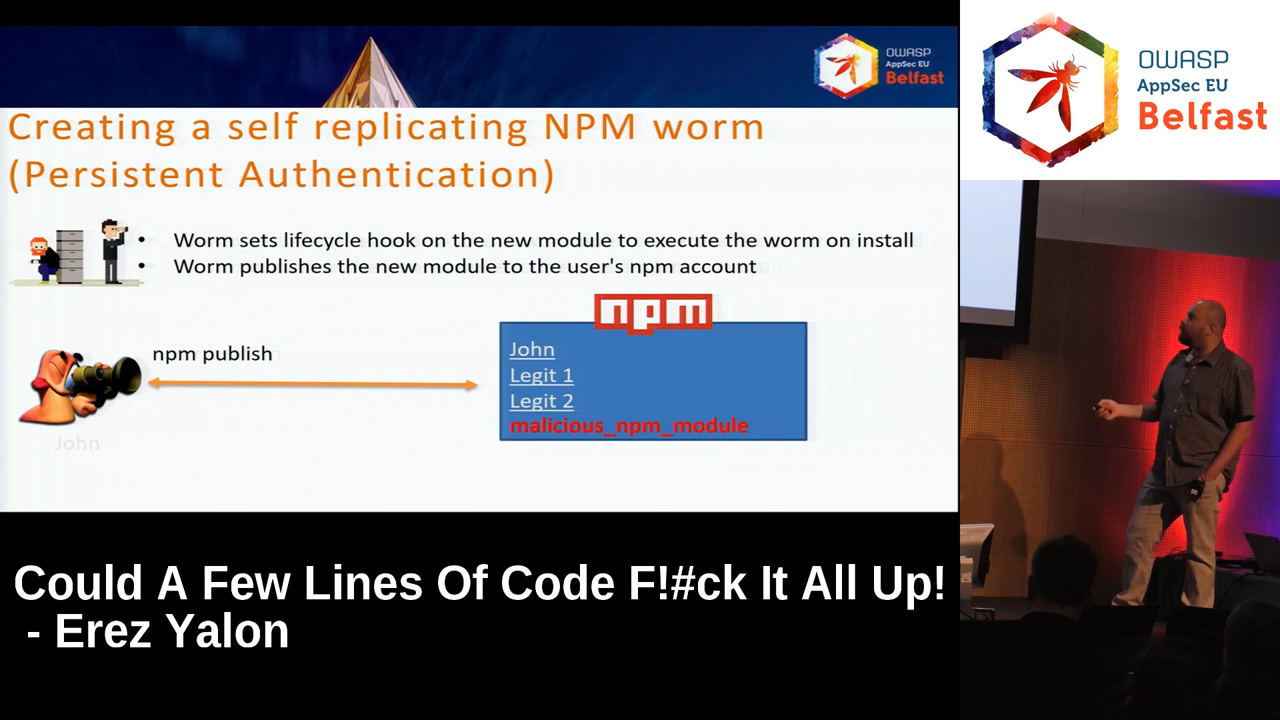 OWASP
AppSec EU
Belfast
Creating a self replicating NPM worm
(Persistent Authentication)
• Worm sets lifecycle hook on the new module to execute the worm on install
• Worm publishes the new module to the user's npm account
npm
npm publish
John
Legit 1
Legit 2
malicious_npm_module
John
Could A Few Lines Of Code F!#ck It All Up!
- Erez Yalon
OWASP
AppSec EU
Belfast